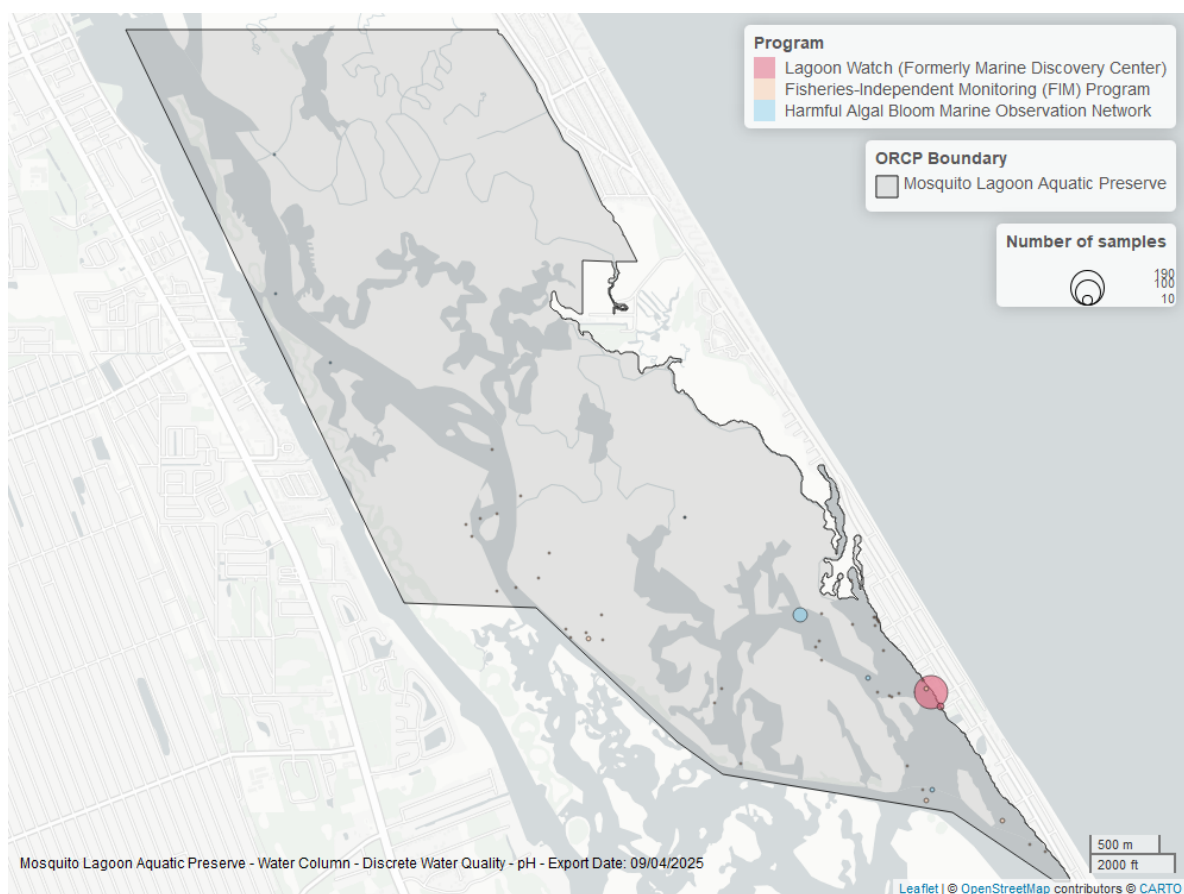 Program
Lagoon Watch (Formerly Marine Discovery Center)
Fisheries-Independent Monitoring (FIM) Program
Harmful Algal Bloom Marine Observation Network
ORCP Boundary
Mosquito Lagoon Aquatic Preserve
Number of samples
190
100
10
500 m
2000 ft
Mosquito Lagoon Aquatic Preserve - Water Column - Discrete Water Quality - pH - Export Date: 09/04/2025
Leaflet | © OpenStreetMap contributors © CARTO